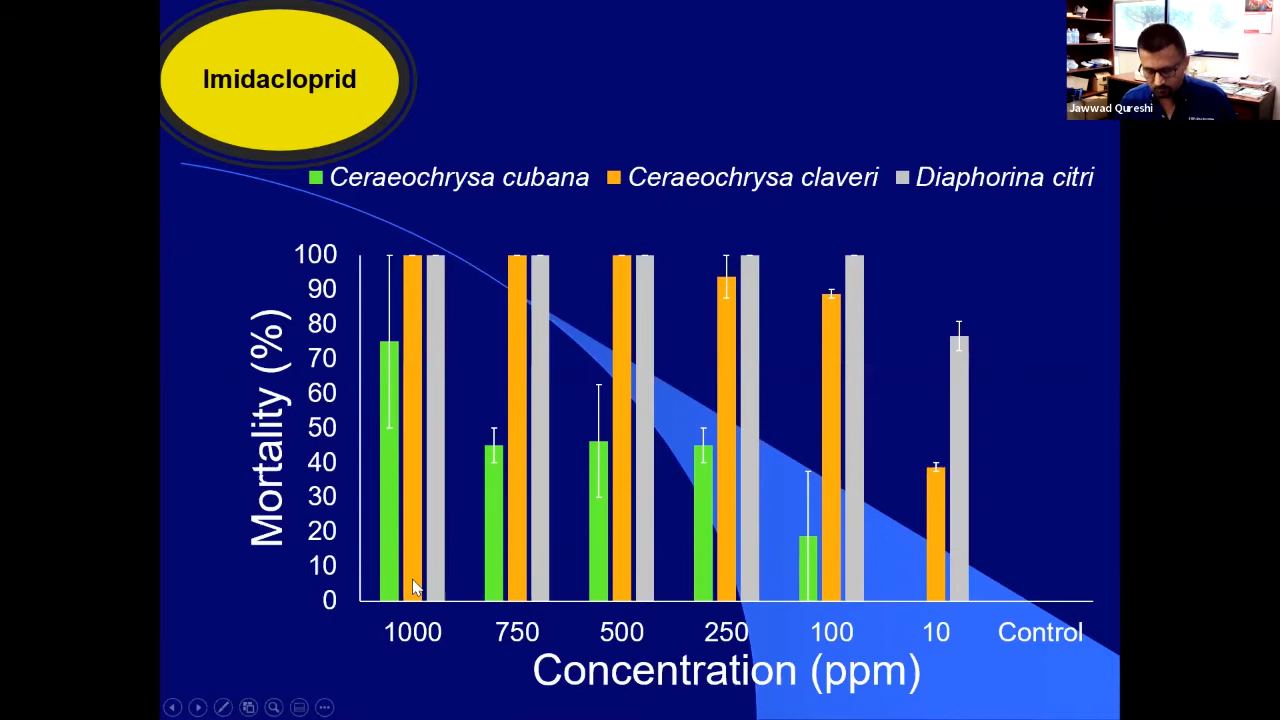 Imidacloprid
Jawwad Qureshi
Ceraeochrysa cubana Ceraeochrysa claveri Diaphorina citri
Mortality (%)
100
90
80
70
60
50
40
30
20
10
0
1000 750 500 250 100 10 Control
Concentration (ppm)